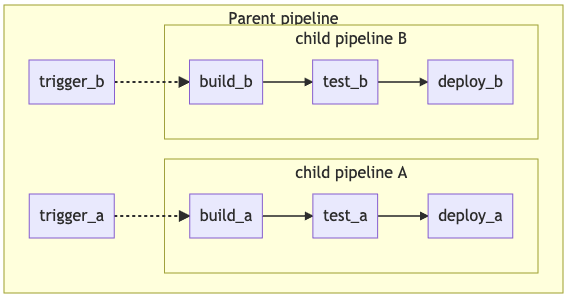 Parent pipeline
child pipeline B
trigger_b build_b test_b deploy_b
child pipeline A
trigger_a build_a test_a deploy_a